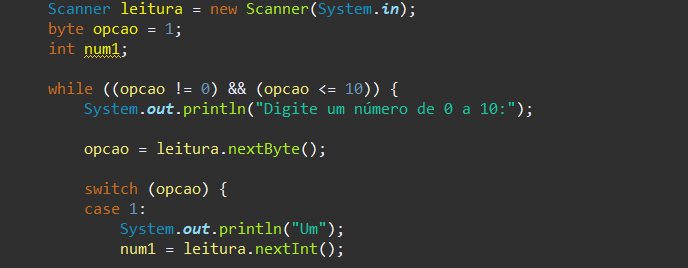 Scanner leitura = new Scanner(System.in);
byte opcao = 1;
int num1;
while ((opcao != 0) && (opcao <= 10)) {
System.out.println("Digite um número de 0 a 10:");
opcao = leitura.nextByte();
switch (opcao) {
case 1:
System.out.println("Um");
num1 = leitura.nextInt();